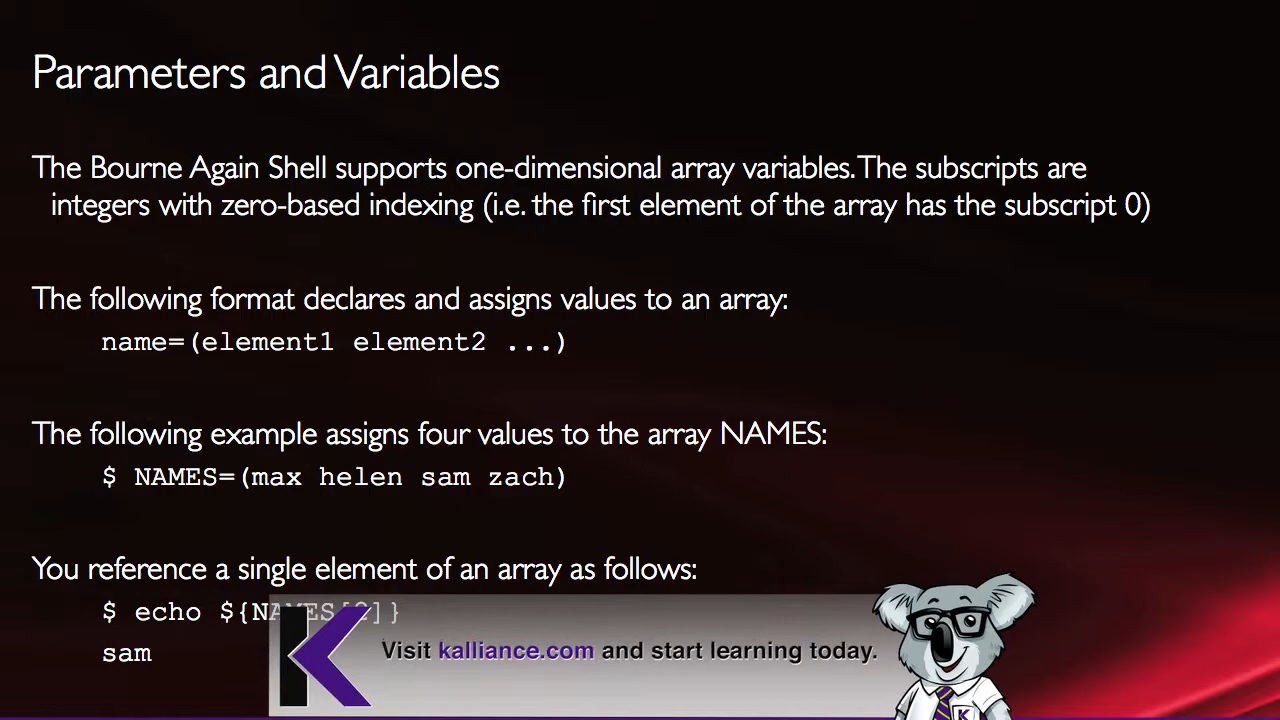 Parameters and Variables
The Bourne Again Shell supports one-dimensional array variables. The subscripts are
integers with zero-based indexing (i.e. the first element of the array has the subscript 0)
The following format declares and assigns values to an array:
name=(element1 element2 ...)
The following example assigns four values to the array NAMES:
$ NAMES=(max helen sam zach)
You reference a single element of an array as follows:
$ echo ${NAMES[2]}
sam
K
Visit kalliance.com and start learning today.
K